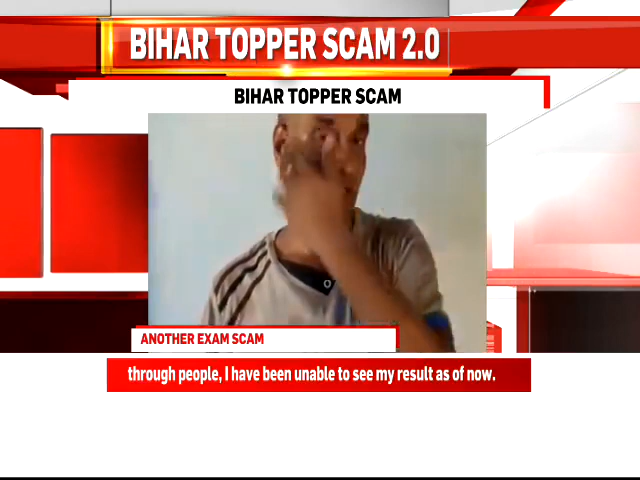 BIHAR TOPPER SCAM 2.0
BIHAR TOPPER SCAM
ANOTHER EXAM SCAM
through people, I have been unable to see my result as of now.